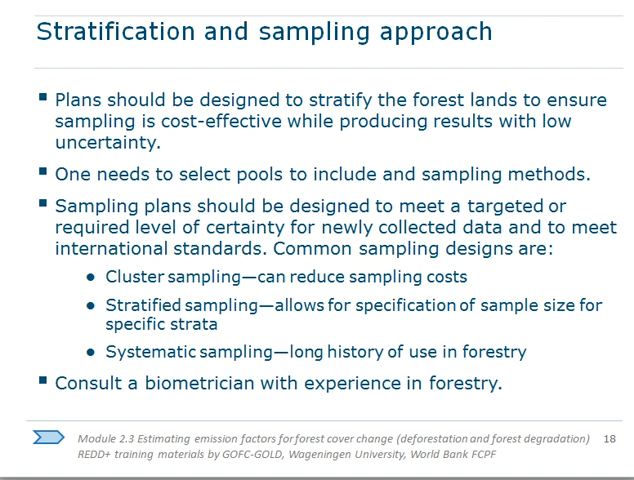 Stratification and sampling approach
Plans should be designed to stratify the forest lands to ensure
sampling is cost-effective while producing results with low
uncertainty.
One needs to select pools to include and sampling methods.
Sampling plans should be designed to meet a targeted or
required level of certainty for newly collected data and to meet
international standards. Common sampling designs are:
Cluster sampling—can reduce sampling costs
Stratified sampling—allows for specification of sample size for
specific strata
Systematic sampling—long history of use in forestry
Consult a biometrician with experience in forestry.
Module 2.3 Estimating emission factors for forest cover change (deforestation and forest degradation) 18
REDD+ training materials by GOFC-GOLD, Wageningen University, World Bank FCPF